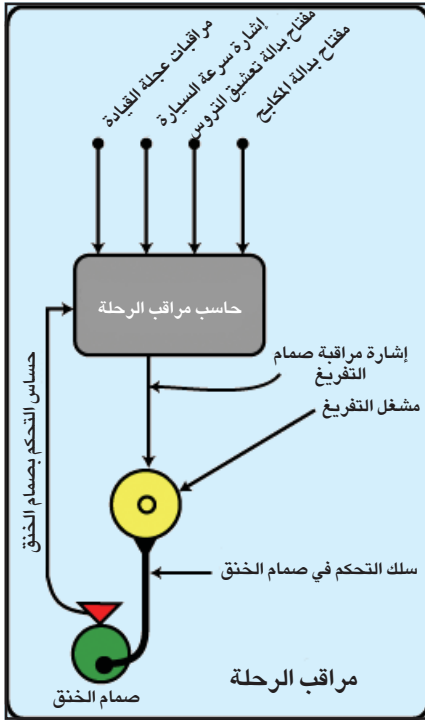 مفتاح بدالة المكابح
مفتاح بدالة تعشيق التروس
إشارة سرعة السيارة
مراقبات عجلة القيادة
حاسب مراقب الرحلة
إشارة مراقبة صمام
التفريغ
مشغل التفريغ
حساس التحكم بصمام الخنق
سلك التحكم في صمام الخنق
صمام الخنق
مراقب الرحلة